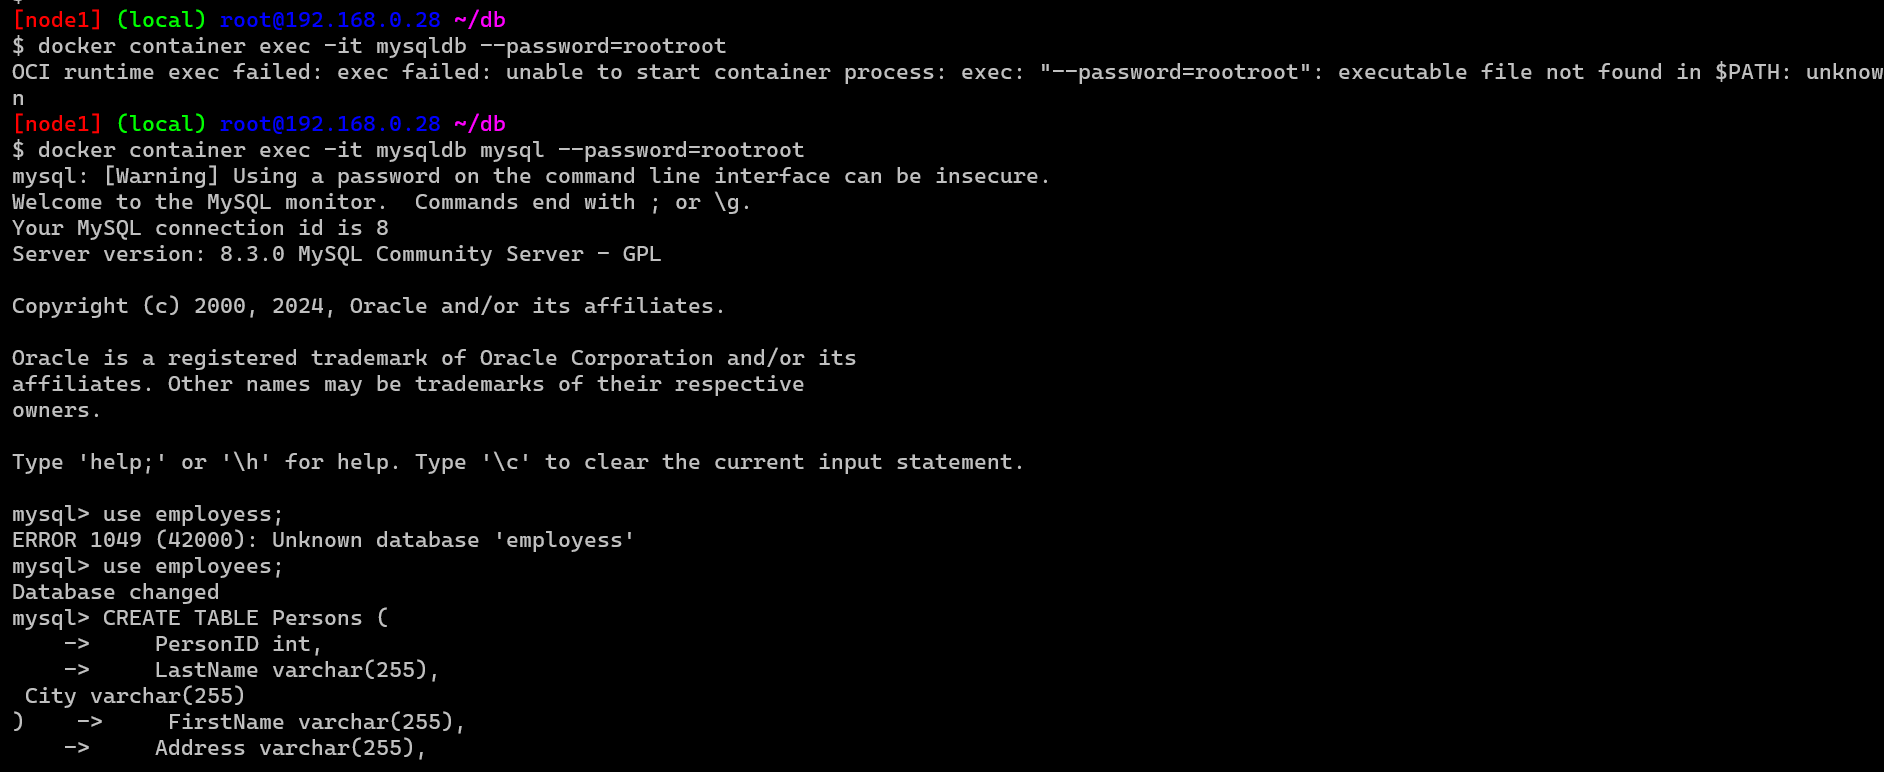 [node1] (local) root@192.168.0.28 ~/db
$ docker container exec -it mysqldb --password=rootroot
OCI runtime exec failed: exec failed: unable to start container process: exec: "--password=rootroot": executable file not found in $PATH: unknow
n
[node1] (local) root@192.168.0.28 ~/db
$ docker container exec -it mysqldb mysql --password=rootroot
mysql: [Warning] Using a password on the command line interface can be insecure.
Welcome to the MySQL monitor.  Commands end with ; or \g.
Your MySQL connection id is 8
Server version: 8.3.0 MySQL Community Server - GPL

Copyright (c) 2000, 2024, Oracle and/or its affiliates.

Oracle is a registered trademark of Oracle Corporation and/or its
affiliates. Other names may be trademarks of their respective
owners.

Type 'help;' or '\h' for help. Type '\c' to clear the current input statement.

mysql> use employess;
ERROR 1049 (42000): Unknown database 'employess'
mysql> use employees;
Database changed
mysql> CREATE TABLE Persons (
    ->     PersonID int,
    ->     LastName varchar(255),
 City varchar(255)
)    ->     FirstName varchar(255),
    ->     Address varchar(255),